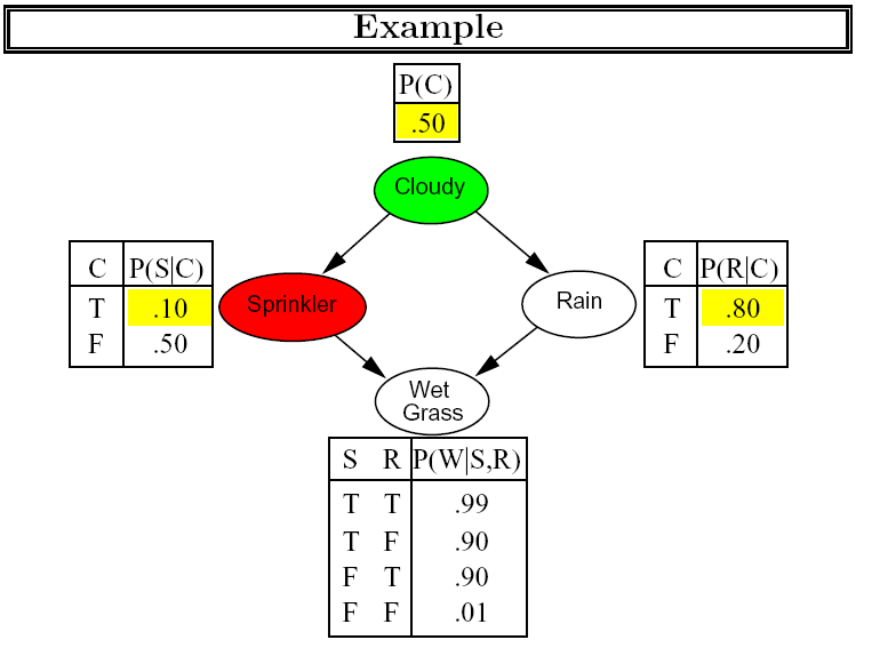 Example
P(C)
.50
Cloudy
C P(S|C)
T .10
F .50
Sprinkler
Rain
C P(R|C)
T .80
F .20
Wet
Grass
S R P(W|S,R)
T T .99
T F .90
F T .90
F F .01